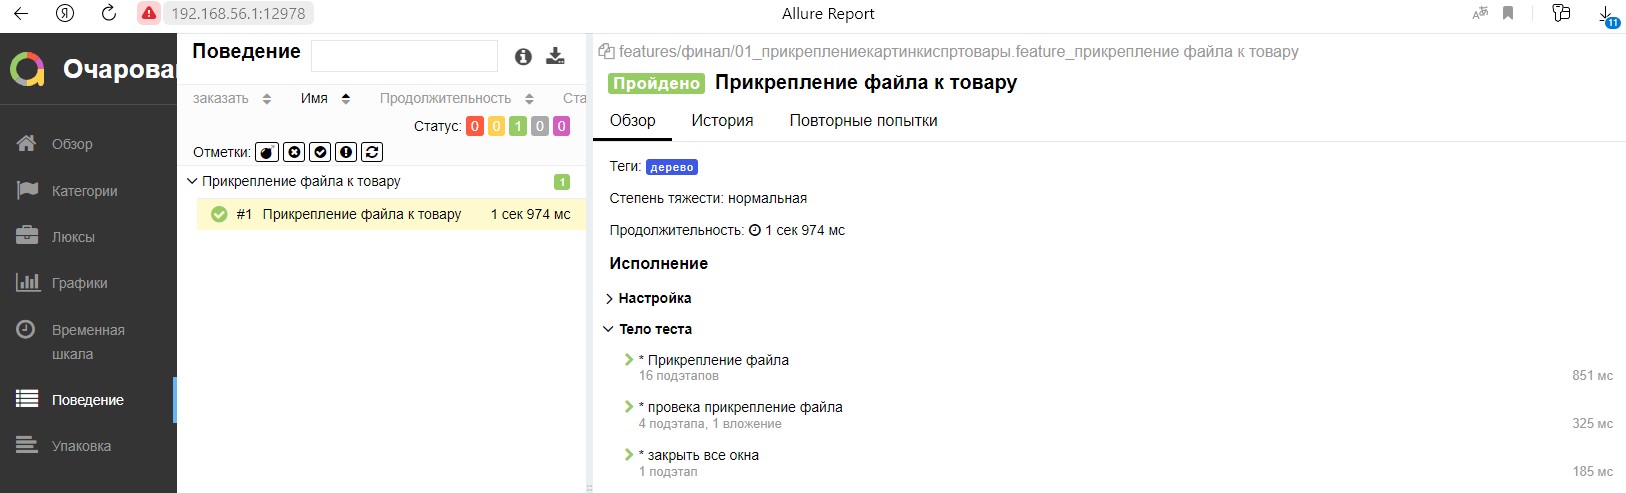 192.168.56.1:12978
Allure Report
11
Очарова
Обзор
Категории
Люксы
Графики
Временная
шкала
Поведение
Упаковка
Поведение
заказать Имя Продолжительность Ста
Статус: 0 0 1 0 0
Отметки:
Прикрепление файла к товару 1
#1 Прикрепление файла к товару 1 сек 974 мс
features/финал/01_прикреплениекартинкиспртовары.feature_прикрепление файла к товару
Пройдено Прикрепление файла к товару
Обзор История Повторные попытки
Теги: дерево
Степень тяжести: нормальная
Продолжительность: 1 сек 974 мс
Исполнение
Настройка
Тело теста
* Прикрепление файла
16 подэтапов 851 мс
* провека прикрепление файла
4 подэтапа, 1 вложение 325 мс
* закрыть все окна
1 подэтап 185 мс